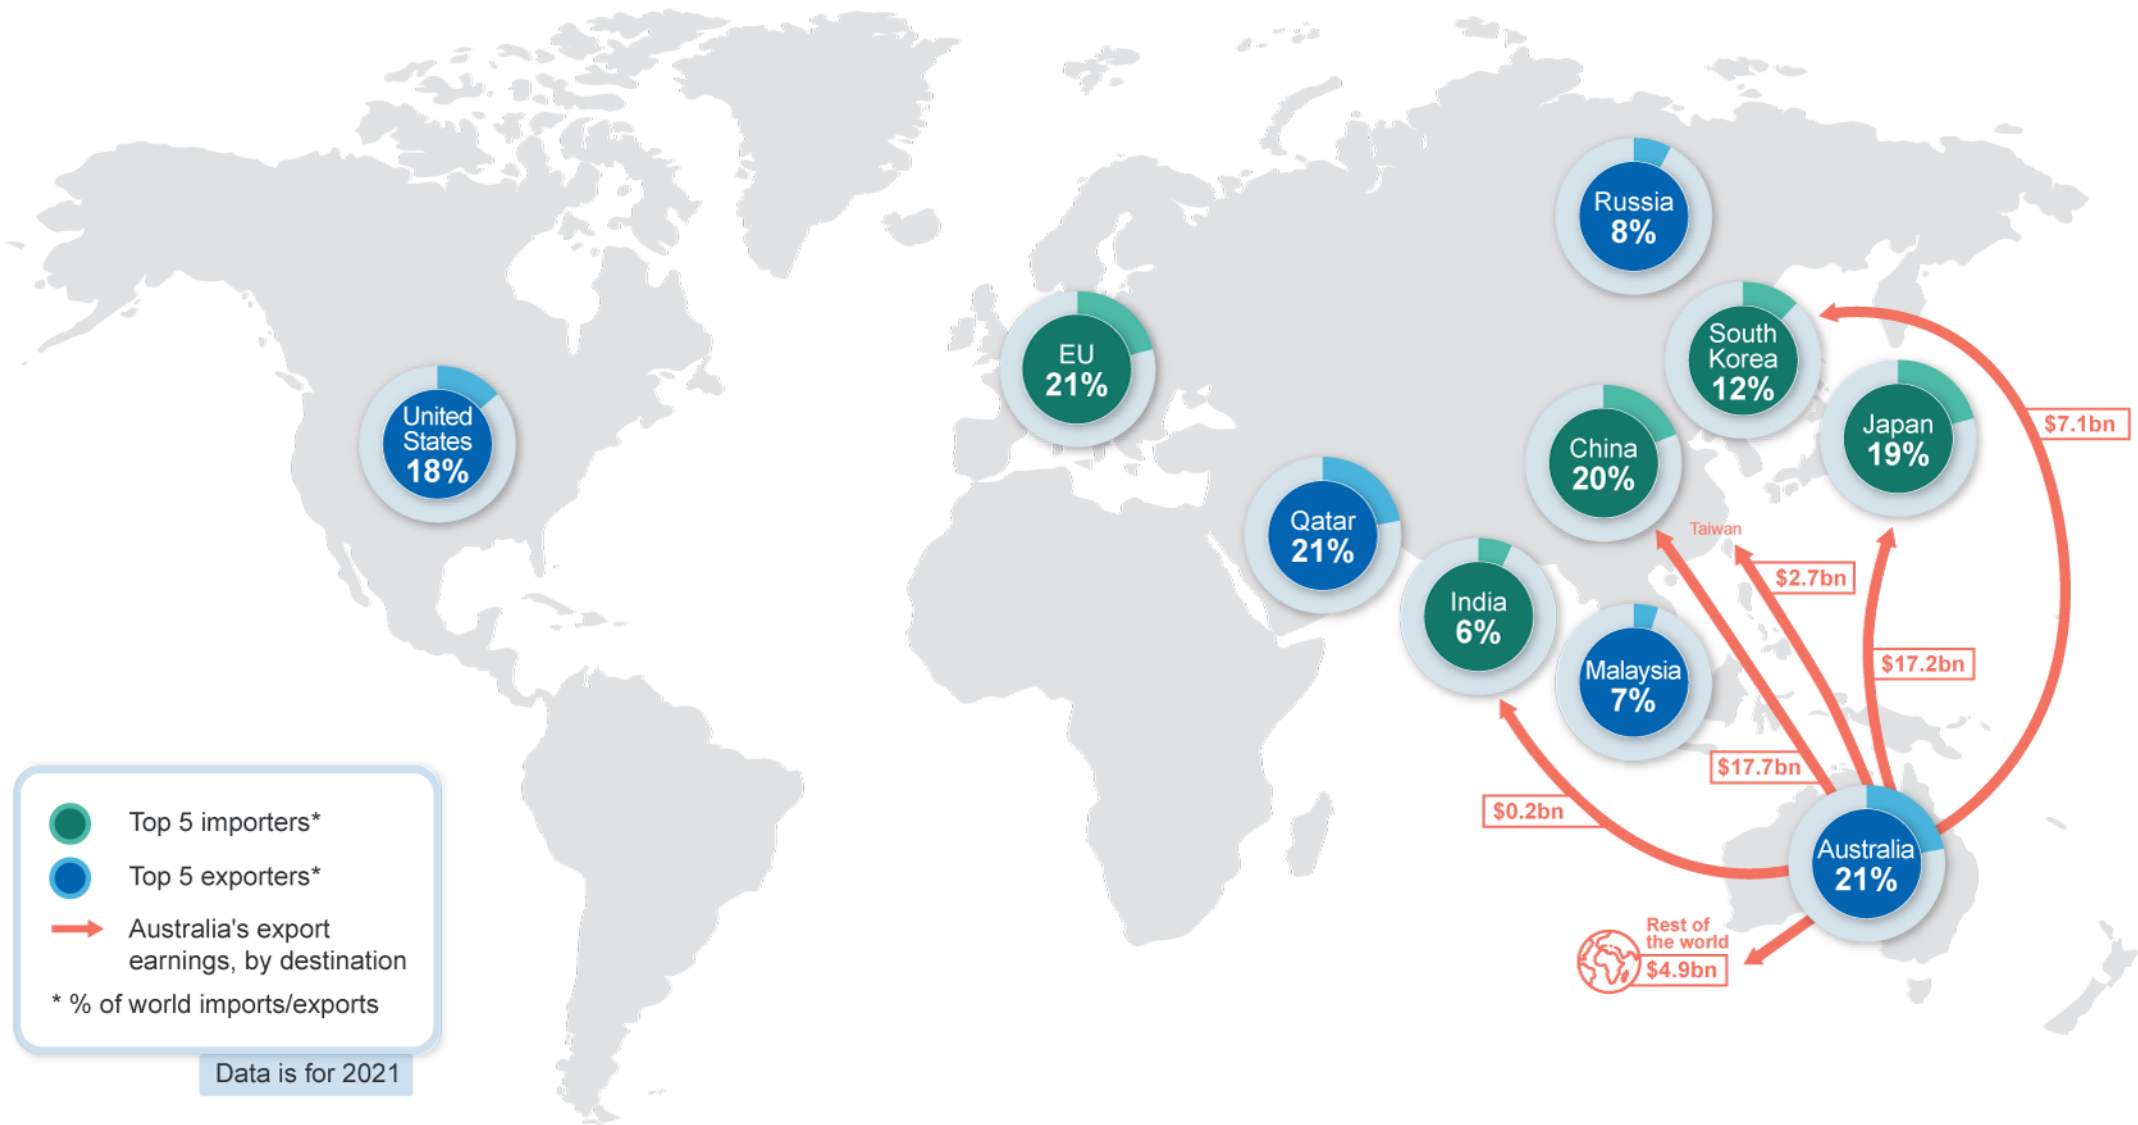 Russia
8%
South
Korea
12%
EU
21%
United
States
18%
Japan
19%
$7.1bn
China
20%
Qatar
21%
Taiwan
$2.7bn
India
6%
Malaysia
7%
$17.2bn
$17.7bn
$0.2bn
Australia
21%
Rest of
the world
$4.9bn
Top 5 importers*
Top 5 exporters*
Australia's export
earnings, by destination
* % of world imports/exports
Data is for 2021